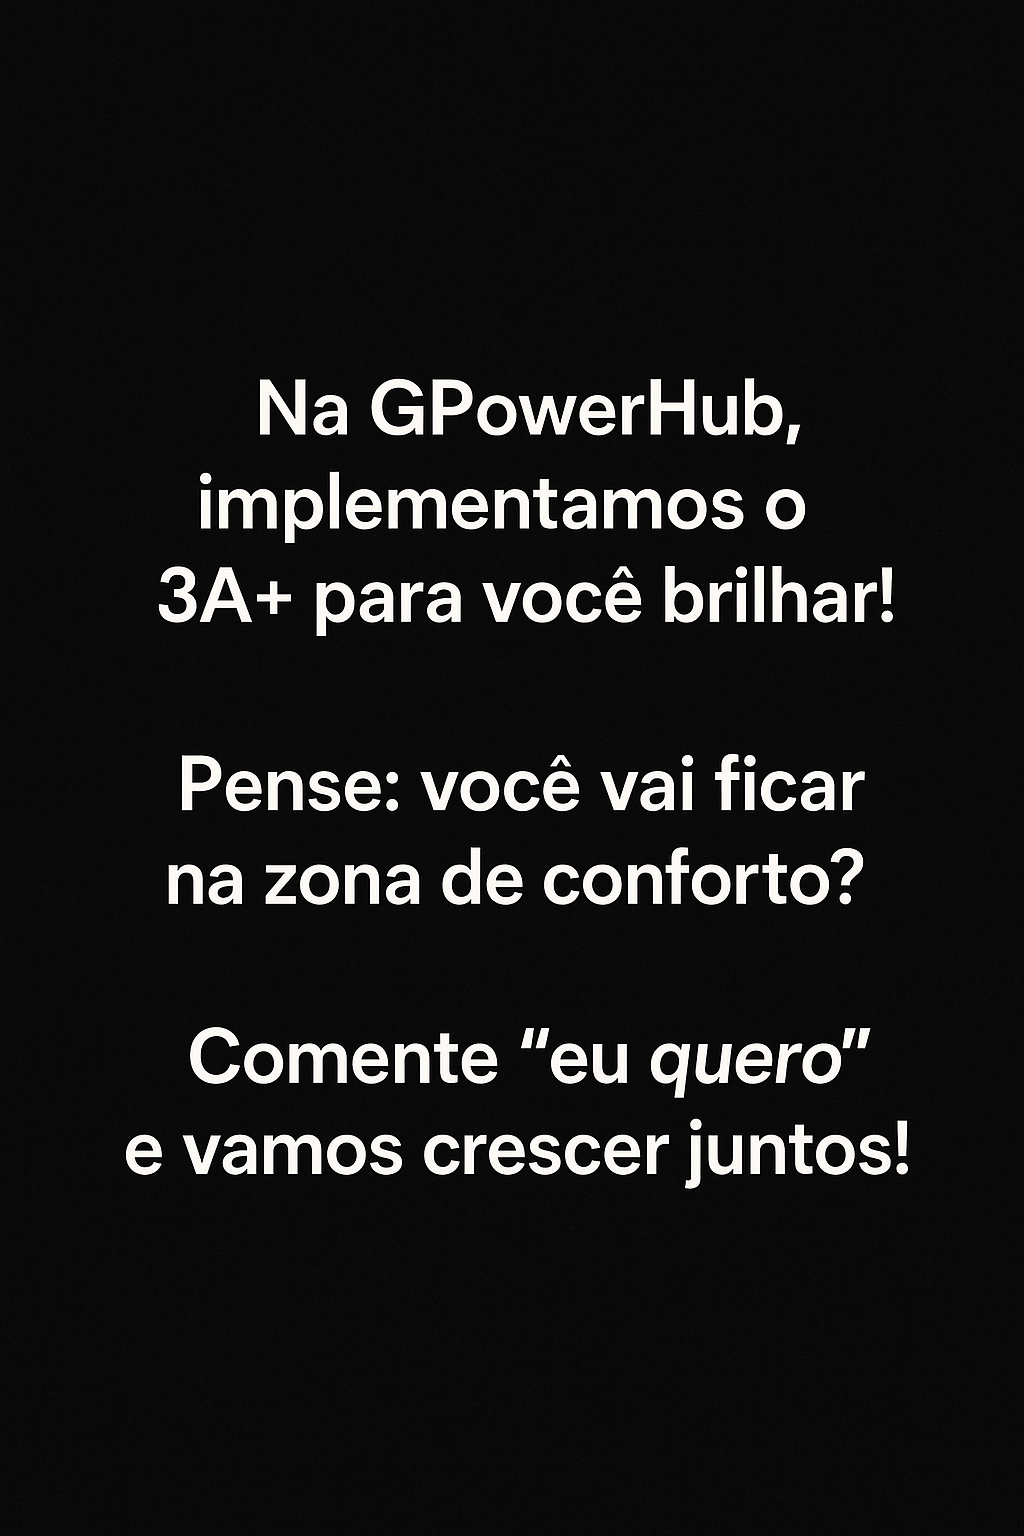 Na GPowerHub,
implementamos o
3A+ para você brilhar!
Pense: você vai ficar
na zona de conforto?
Comente “eu quero”
e vamos crescer juntos!